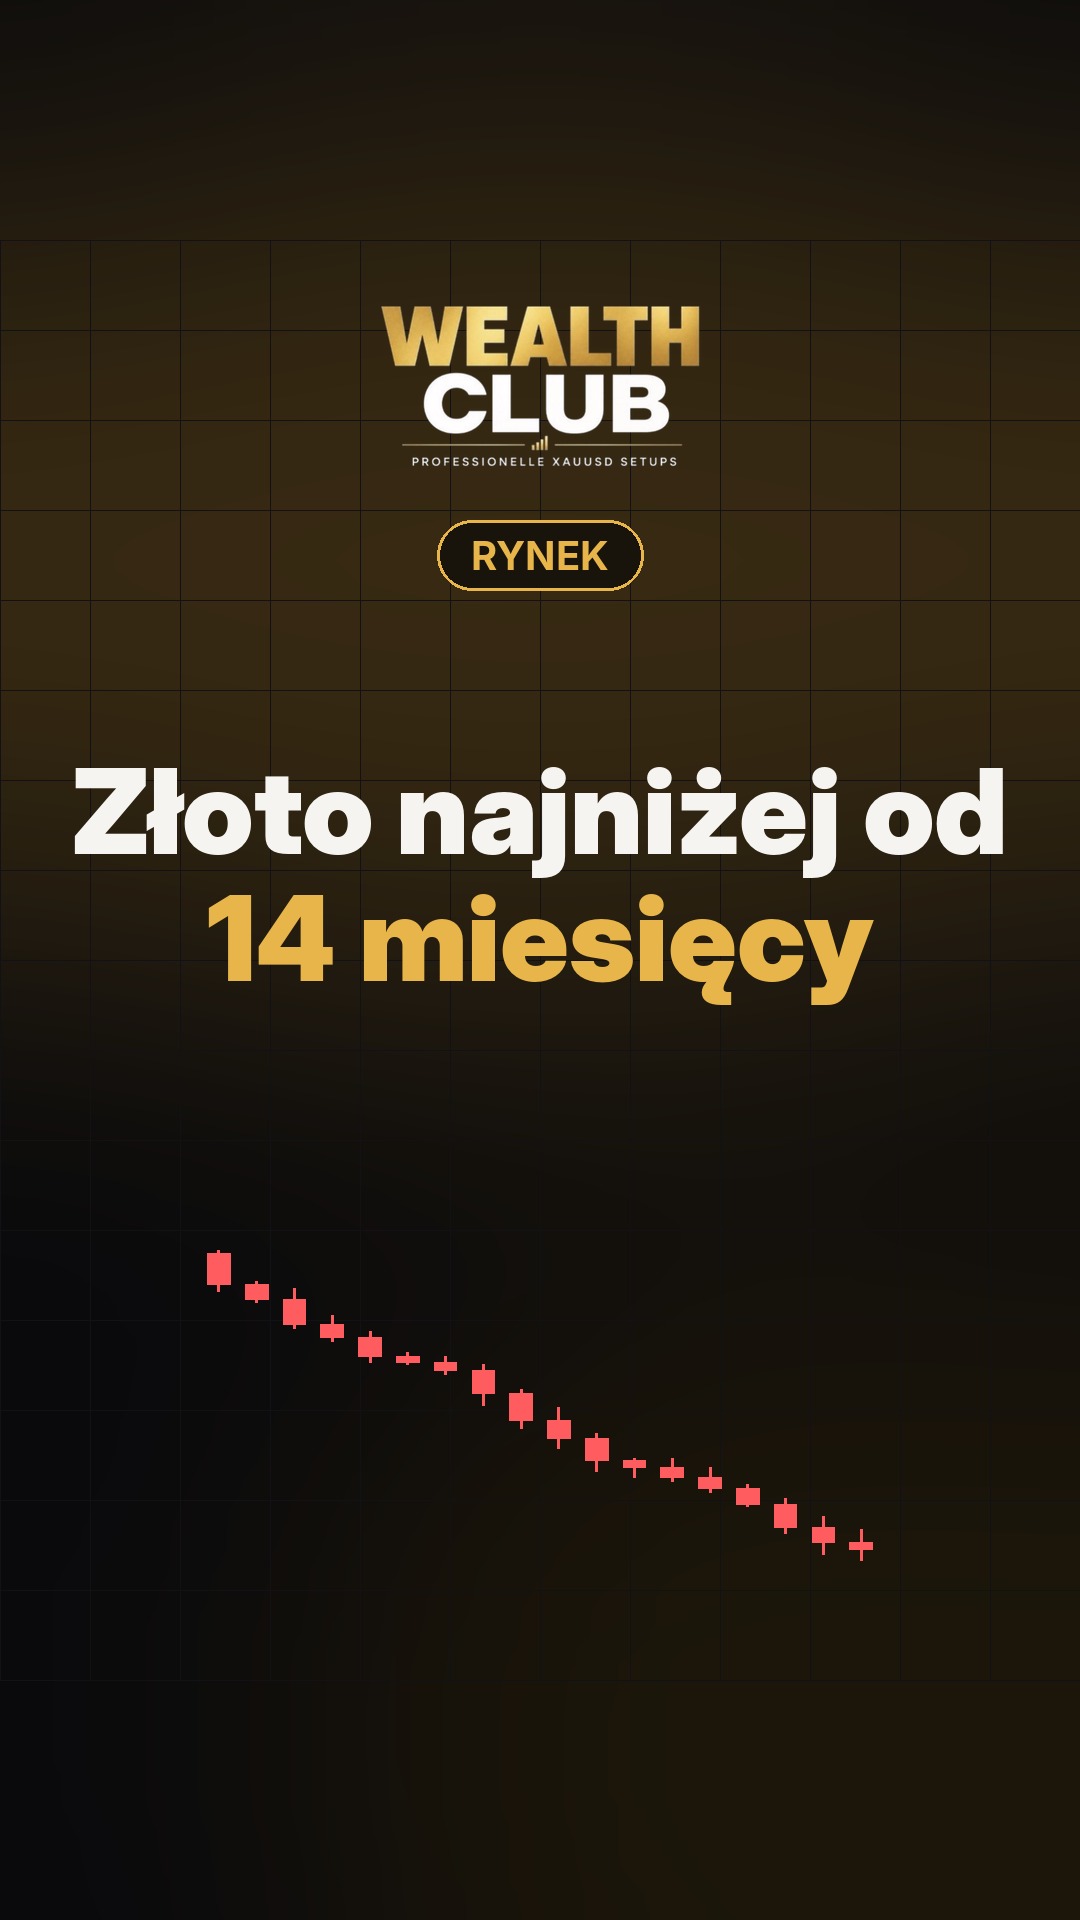 WEALTH
CLUB
PROFESSIONELLE XAUUSD SETUPS
RYNEK
Złoto najniżej od
14 miesięcy